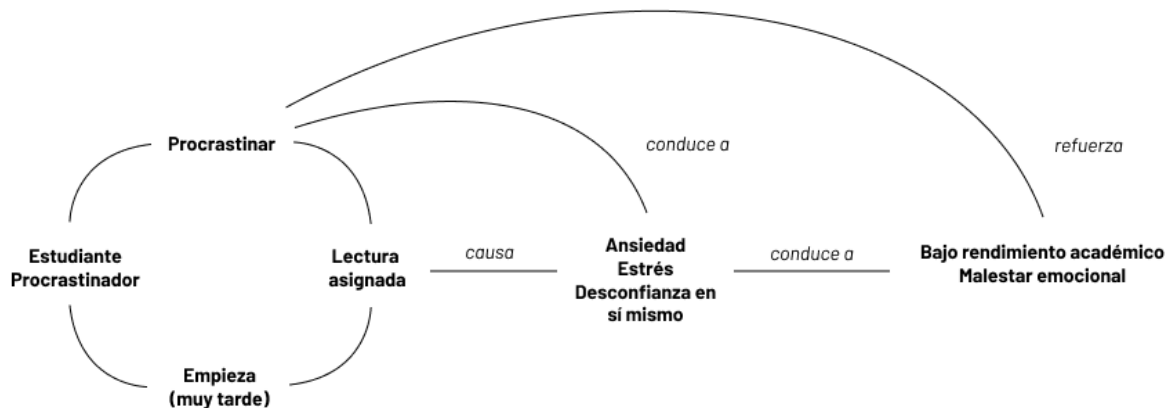 conduce a
refuerza
Procrastinar
Estudiante
Procrastinador
Lectura
asignada
causa
Ansiedad
Estrés
Desconfianza en
sí mismo
conduce a
Bajo rendimiento académico
Malestar emocional
Empieza
(muy tarde)